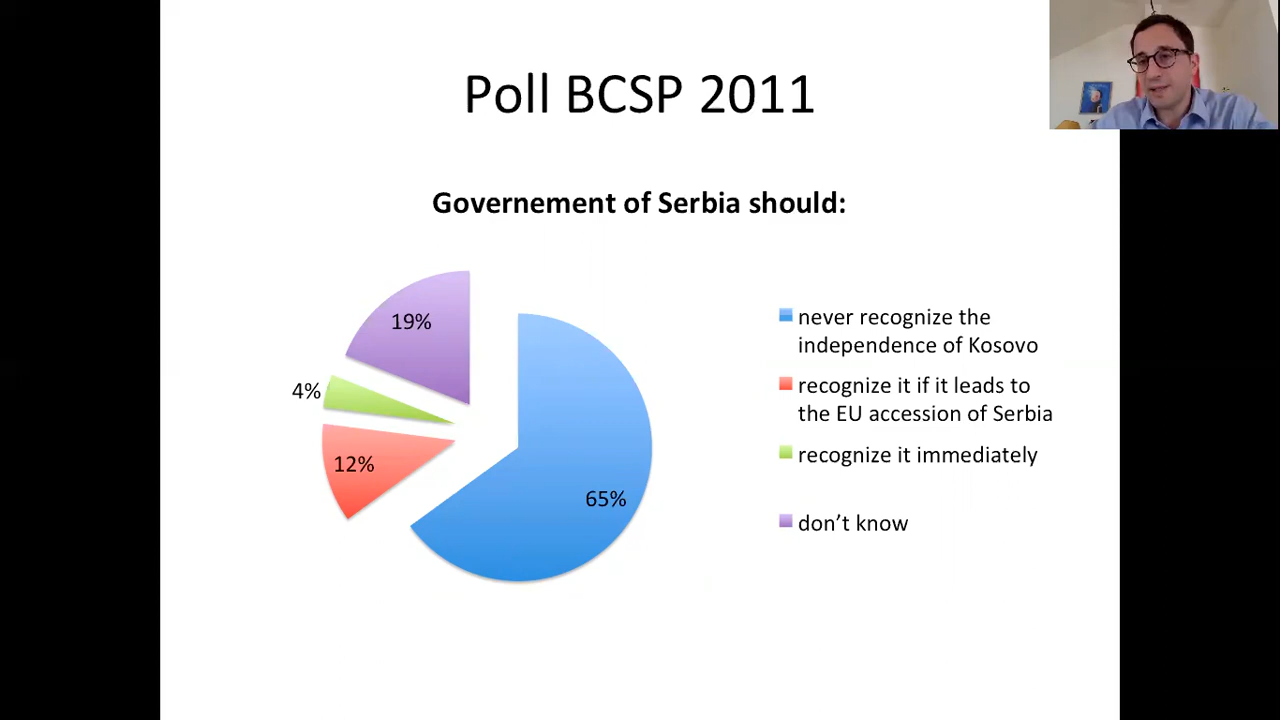 Poll BCSP 2011
Governement of Serbia should:
19%
4%
12%
65%
never recognize the
independence of Kosovo
recognize it if it leads to
the EU accession of Serbia
recognize it immediately
don’t know